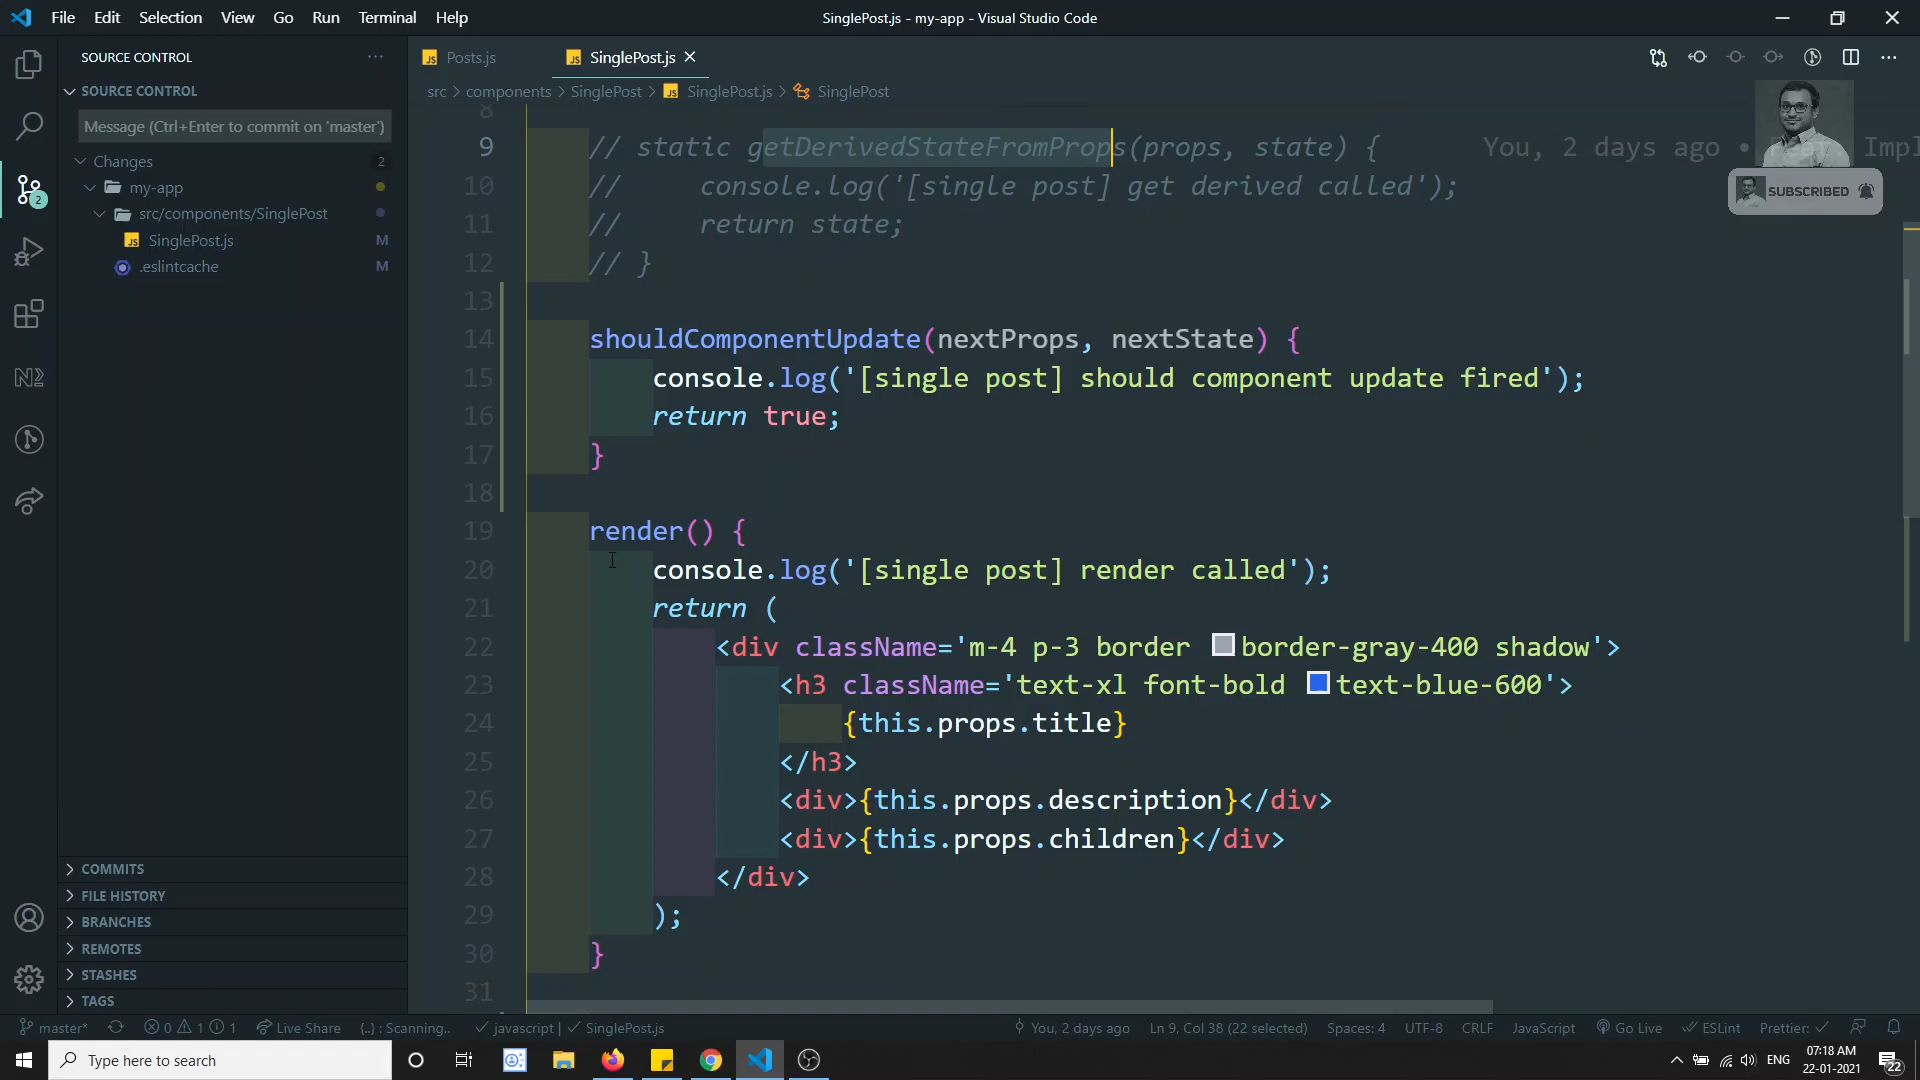 File Edit Selection View Go Run Terminal Help
SinglePost.js - my-app - Visual Studio Code
SOURCE CONTROL
Posts.js
SinglePost.js
SOURCE CONTROL
src > components > SinglePost > SinglePost.js > SinglePost
Message (Ctrl+Enter to commit on 'master')
Changes 2
my-app
src/components/SinglePost
SinglePost.js M
.eslintcache M
2
8
9 // static getDerivedStateFromProps(props, state) { You, 2 days ago •
10 // console.log('[single post] get derived called');
11 // return state;
12 // }
13
14 shouldComponentUpdate(nextProps, nextState) {
15 console.log('[single post] should component update fired');
16 return true;
17 }
18
19 render() {
20 console.log('[single post] render called');
21 return (
22 <div className='m-4 p-3 border border-gray-400 shadow'>
23 <h3 className='text-xl font-bold text-blue-600'>
24 {this.props.title}
25 </h3>
26 <div>{this.props.description}</div>
27 <div>{this.props.children}</div>
28 </div>
29 );
30 }
31
SUBSCRIBED
COMMITS
FILE HISTORY
BRANCHES
REMOTES
STASHES
TAGS
master* 0 1 1 Live Share {..} : Scanning.. javascript | SinglePost.js You, 2 days ago Ln 9, Col 38 (22 selected) Spaces: 4 UTF-8 CRLF JavaScript Go Live ESLint Prettier:
Type here to search
ENG
07:18 AM
22-01-2021
22